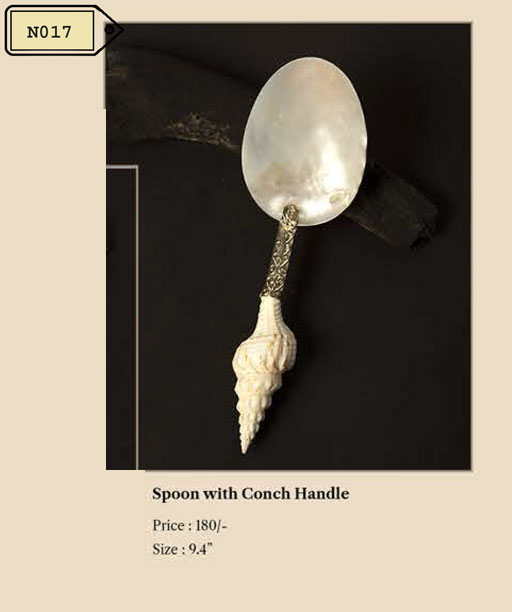 N017
Spoon with Conch Handle
Price : 180/-
Size : 9.4”